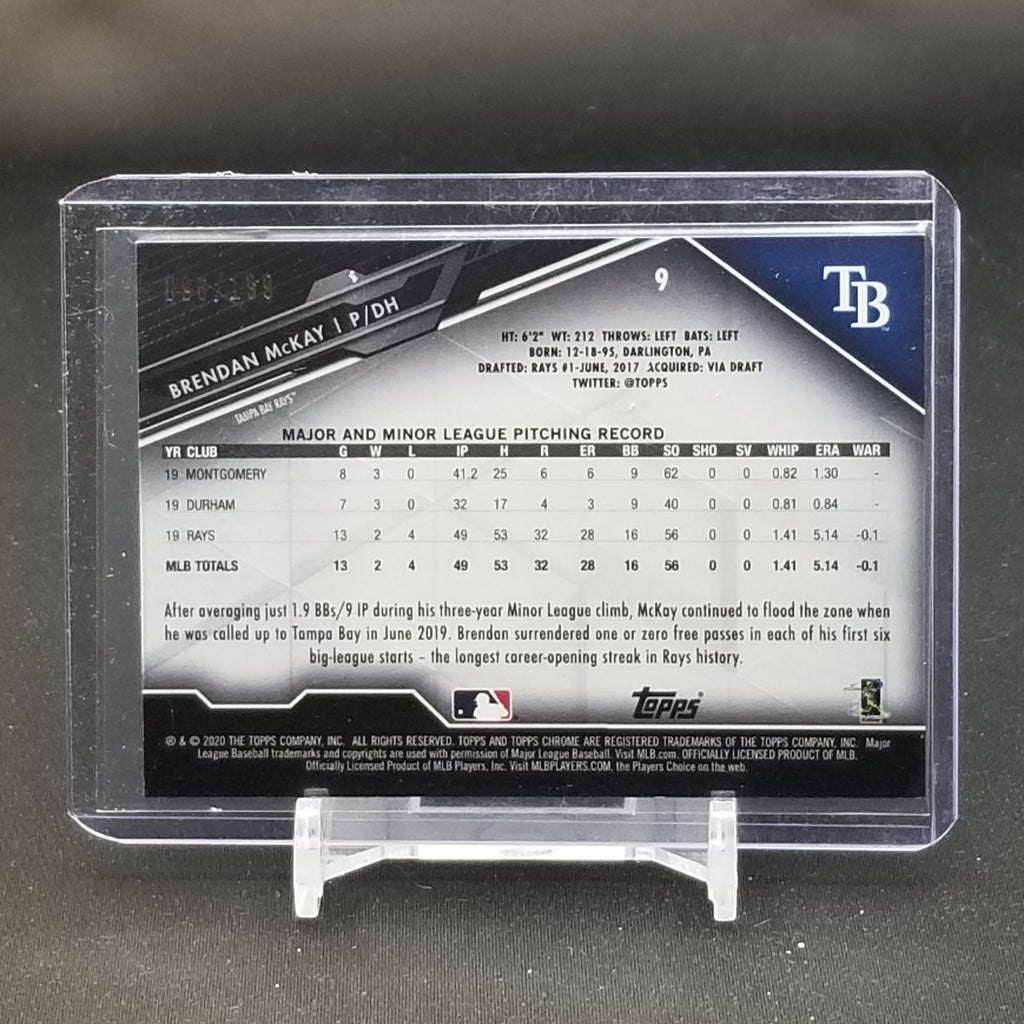 9
TB
BRENDAN McKAY | P/DH
TAMPA BAY RAYS™
HT: 6'2" WT: 212 THROWS: LEFT BATS: LEFT
BORN: 12-18-95, DARLINGTON, PA
DRAFTED: RAYS #1-JUNE, 2017 ACQUIRED: VIA DRAFT
TWITTER: @TOPPS
MAJOR AND MINOR LEAGUE PITCHING RECORD
YR CLUB G W L IP H R ER BB SO SHO SV WHIP ERA WAR
19 MONTGOMERY 8 3 0 41.2 25 6 6 9 62 0 0 0.82 1.30 -
19 DURHAM 7 3 0 32 17 4 3 9 40 0 0 0.81 0.84 -
19 RAYS 13 2 4 49 53 32 28 16 56 0 0 1.41 5.14 -0.1
MLB TOTALS 13 2 4 49 53 32 28 16 56 0 0 1.41 5.14 -0.1
After averaging just 1.9 BBs/9 IP during his three-year Minor League climb, McKay continued to flood the zone when
he was called up to Tampa Bay in June 2019. Brendan surrendered one or zero free passes in each of his first six
big-league starts – the longest career-opening streak in Rays history.
Topps®
® & © 2020 THE TOPPS COMPANY, INC. ALL RIGHTS RESERVED. TOPPS AND TOPPS CHROME ARE REGISTERED TRADEMARKS OF THE TOPPS COMPANY, INC. Major
League Baseball trademarks and copyrights are used with permission of Major League Baseball. Visit MLB.com. OFFICIALLY LICENSED PRODUCT OF MLB.
Officially Licensed Product of MLB Players, Inc. Visit MLBPLAYERS.COM, the Players Choice on the web.